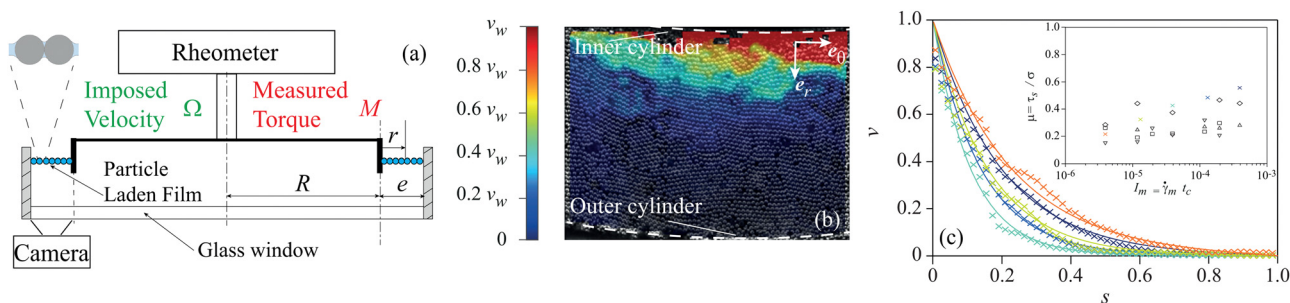 (a)
Rheometer
Imposed
Velocity Ω
Measured
Torque M
r
Particle
Laden Film
R
e
Glass window
Camera
v_w
0.8 v_w
0.6 v_w
0.4 v_w
0.2 v_w
0
Inner cylinder
e_θ
e_r
Outer cylinder
(b)
v
1.0
0.8
0.6
0.4
0.2
0
(c)
0
0.2
0.4
0.6
0.8
1.0
s
μ= τ_s / σ
1.0
0.8
0.6
0.4
0.2
0
10^-6
10^-5
10^-4
10^-3
I_m = γ̇_m t_c